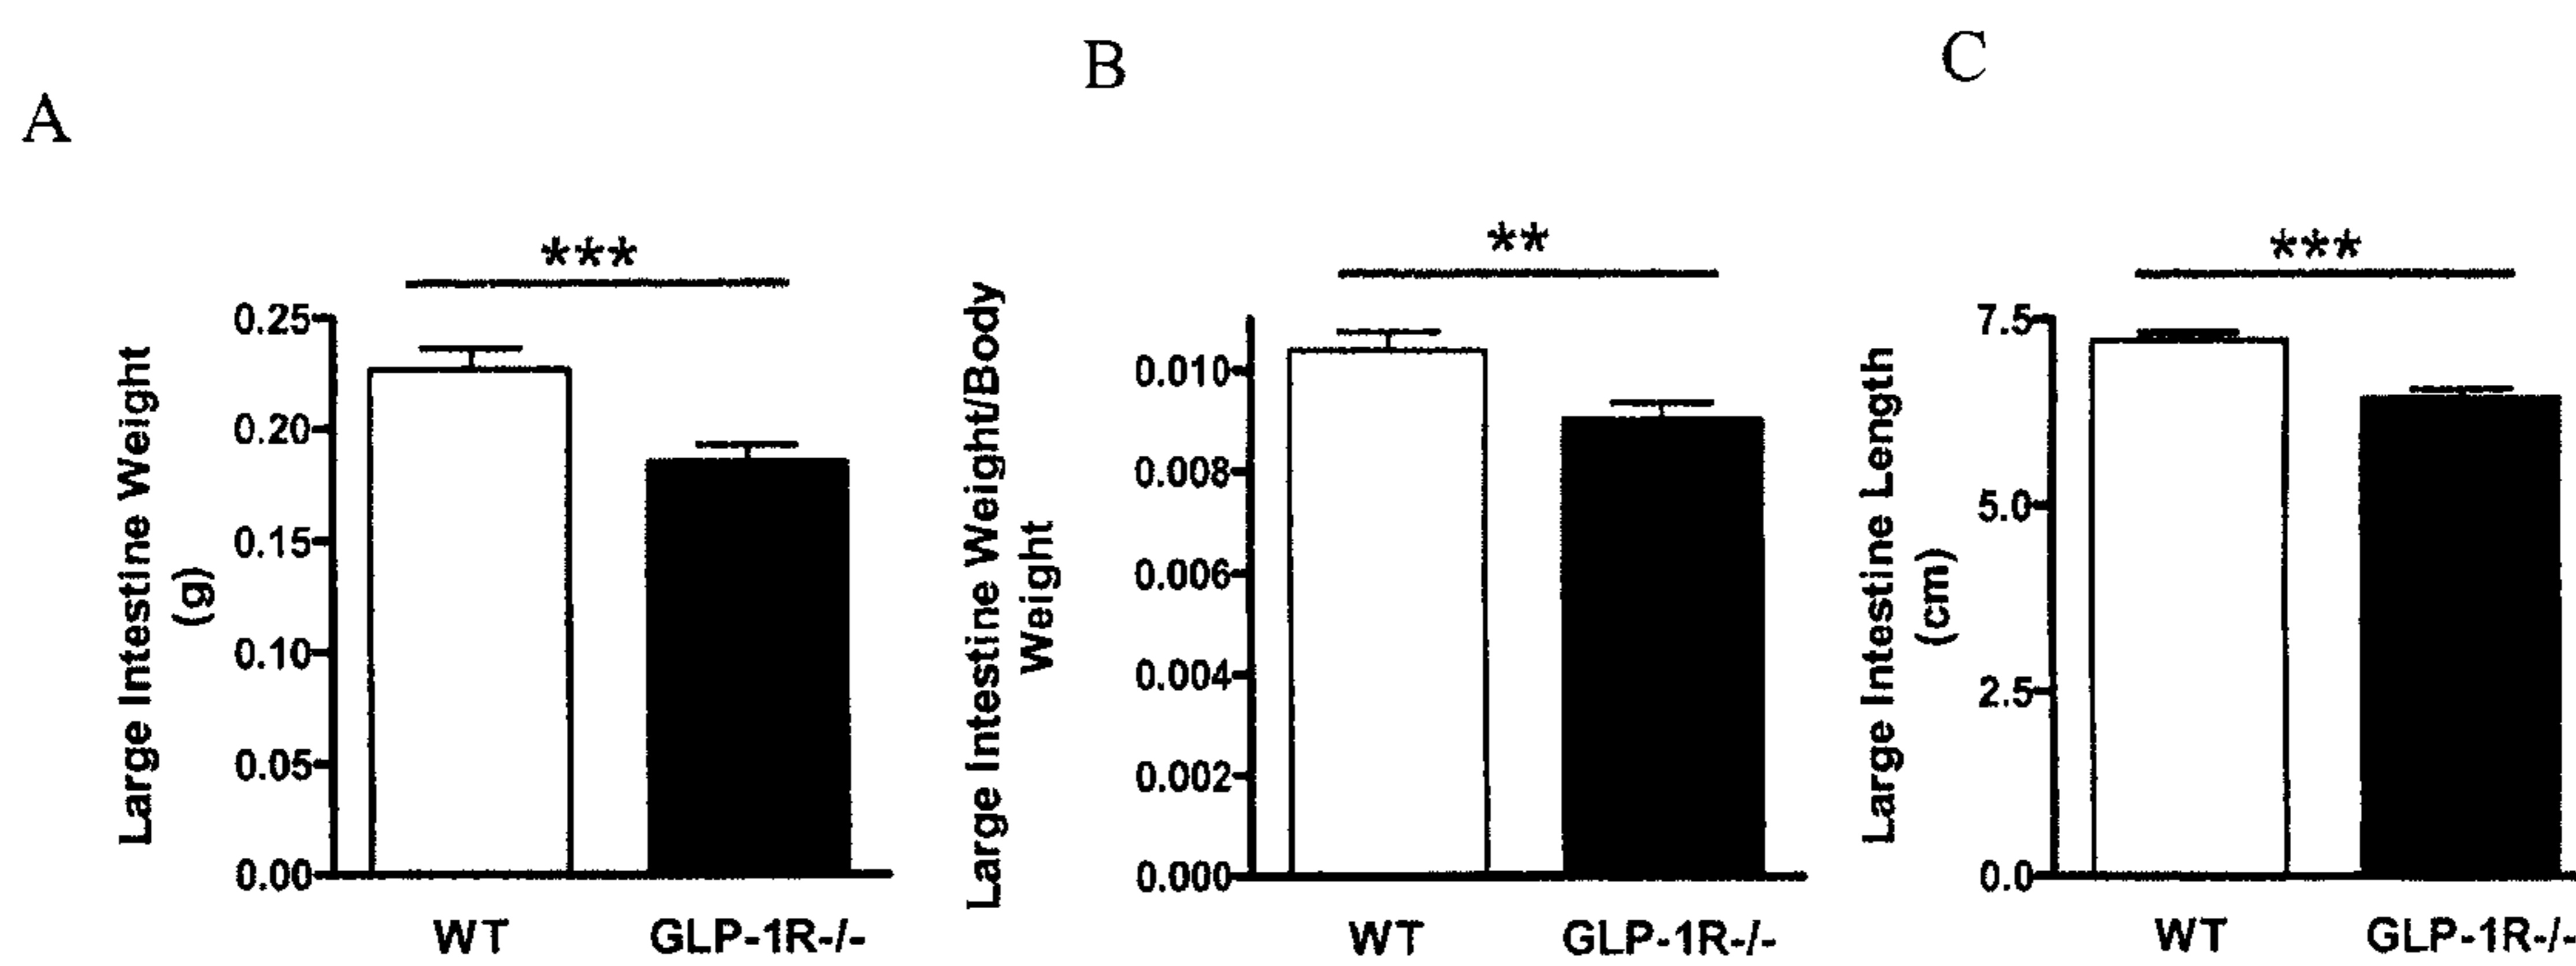 A
B
C
***
**
***
Large Intestine Weight
(g)
0.25
0.20
0.15
0.10
0.05
0.00
WT
GLP-1R-/-
Large Intestine Weight/Body
Weight
0.010
0.008
0.006
0.004
0.002
0.000
WT
GLP-1R-/-
Large Intestine Length
(cm)
7.5
5.0
2.5
0.0
WT
GLP-1R-/-